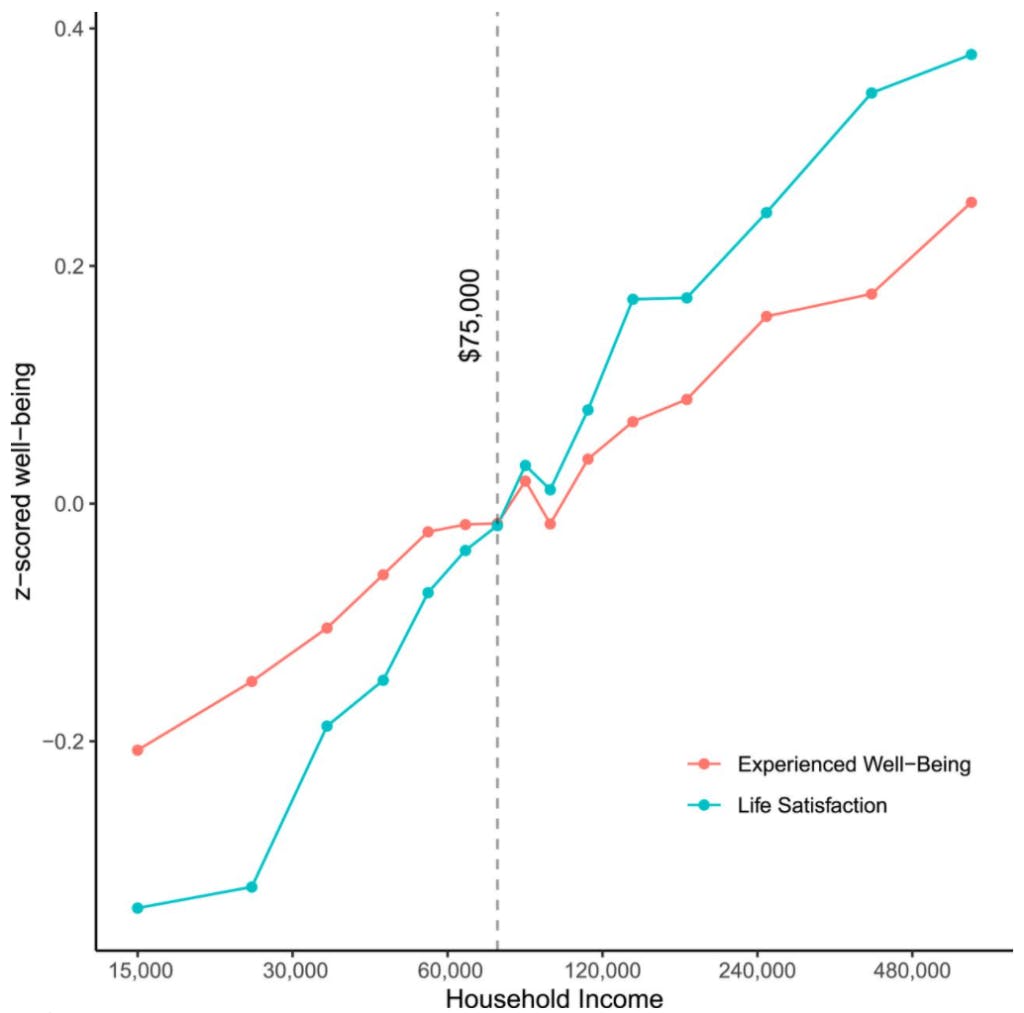 0.4
0.2
0.0
−0.2
z−scored well−being
$75,000
Experienced Well−Being
Life Satisfaction
15,000 30,000 60,000 120,000 240,000 480,000
Household Income